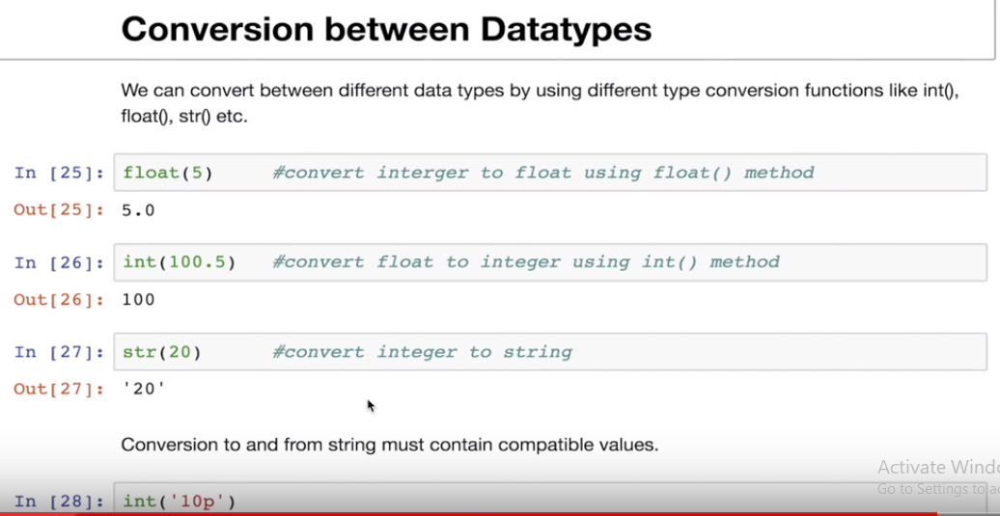 Conversion between Datatypes
We can convert between different data types by using different type conversion functions like int(),
float(), str() etc.
In [25]: float(5) #convert interger to float using float() method
Out[25]: 5.0
In [26]: int(100.5) #convert float to integer using int() method
Out[26]: 100
In [27]: str(20) #convert integer to string
Out[27]: '20'
Conversion to and from string must contain compatible values.
Activate Wind
Go to Settings to a
In [28]: int('10p')